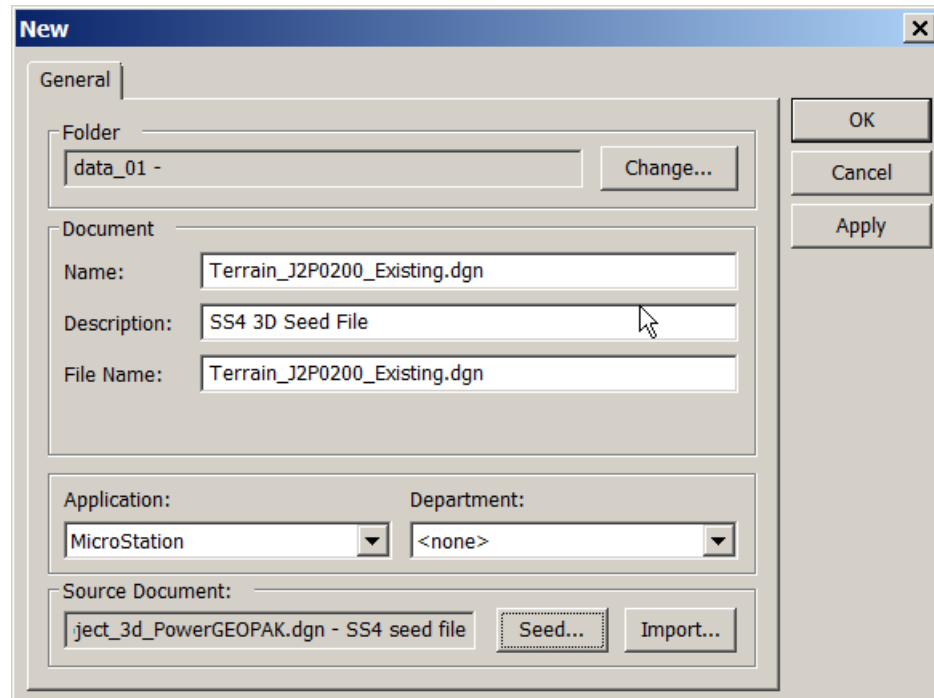 New
General
Folder
data_01 -
Change...
OK
Cancel
Apply
Document
Name:
Terrain_J2P0200_Existing.dgn
Description:
SS4 3D Seed File
File Name:
Terrain_J2P0200_Existing.dgn
Application:
Department:
MicroStation
<none>
Source Document:
ject_3d_PowerGEOPAK.dgn - SS4 seed file
Seed...
Import...